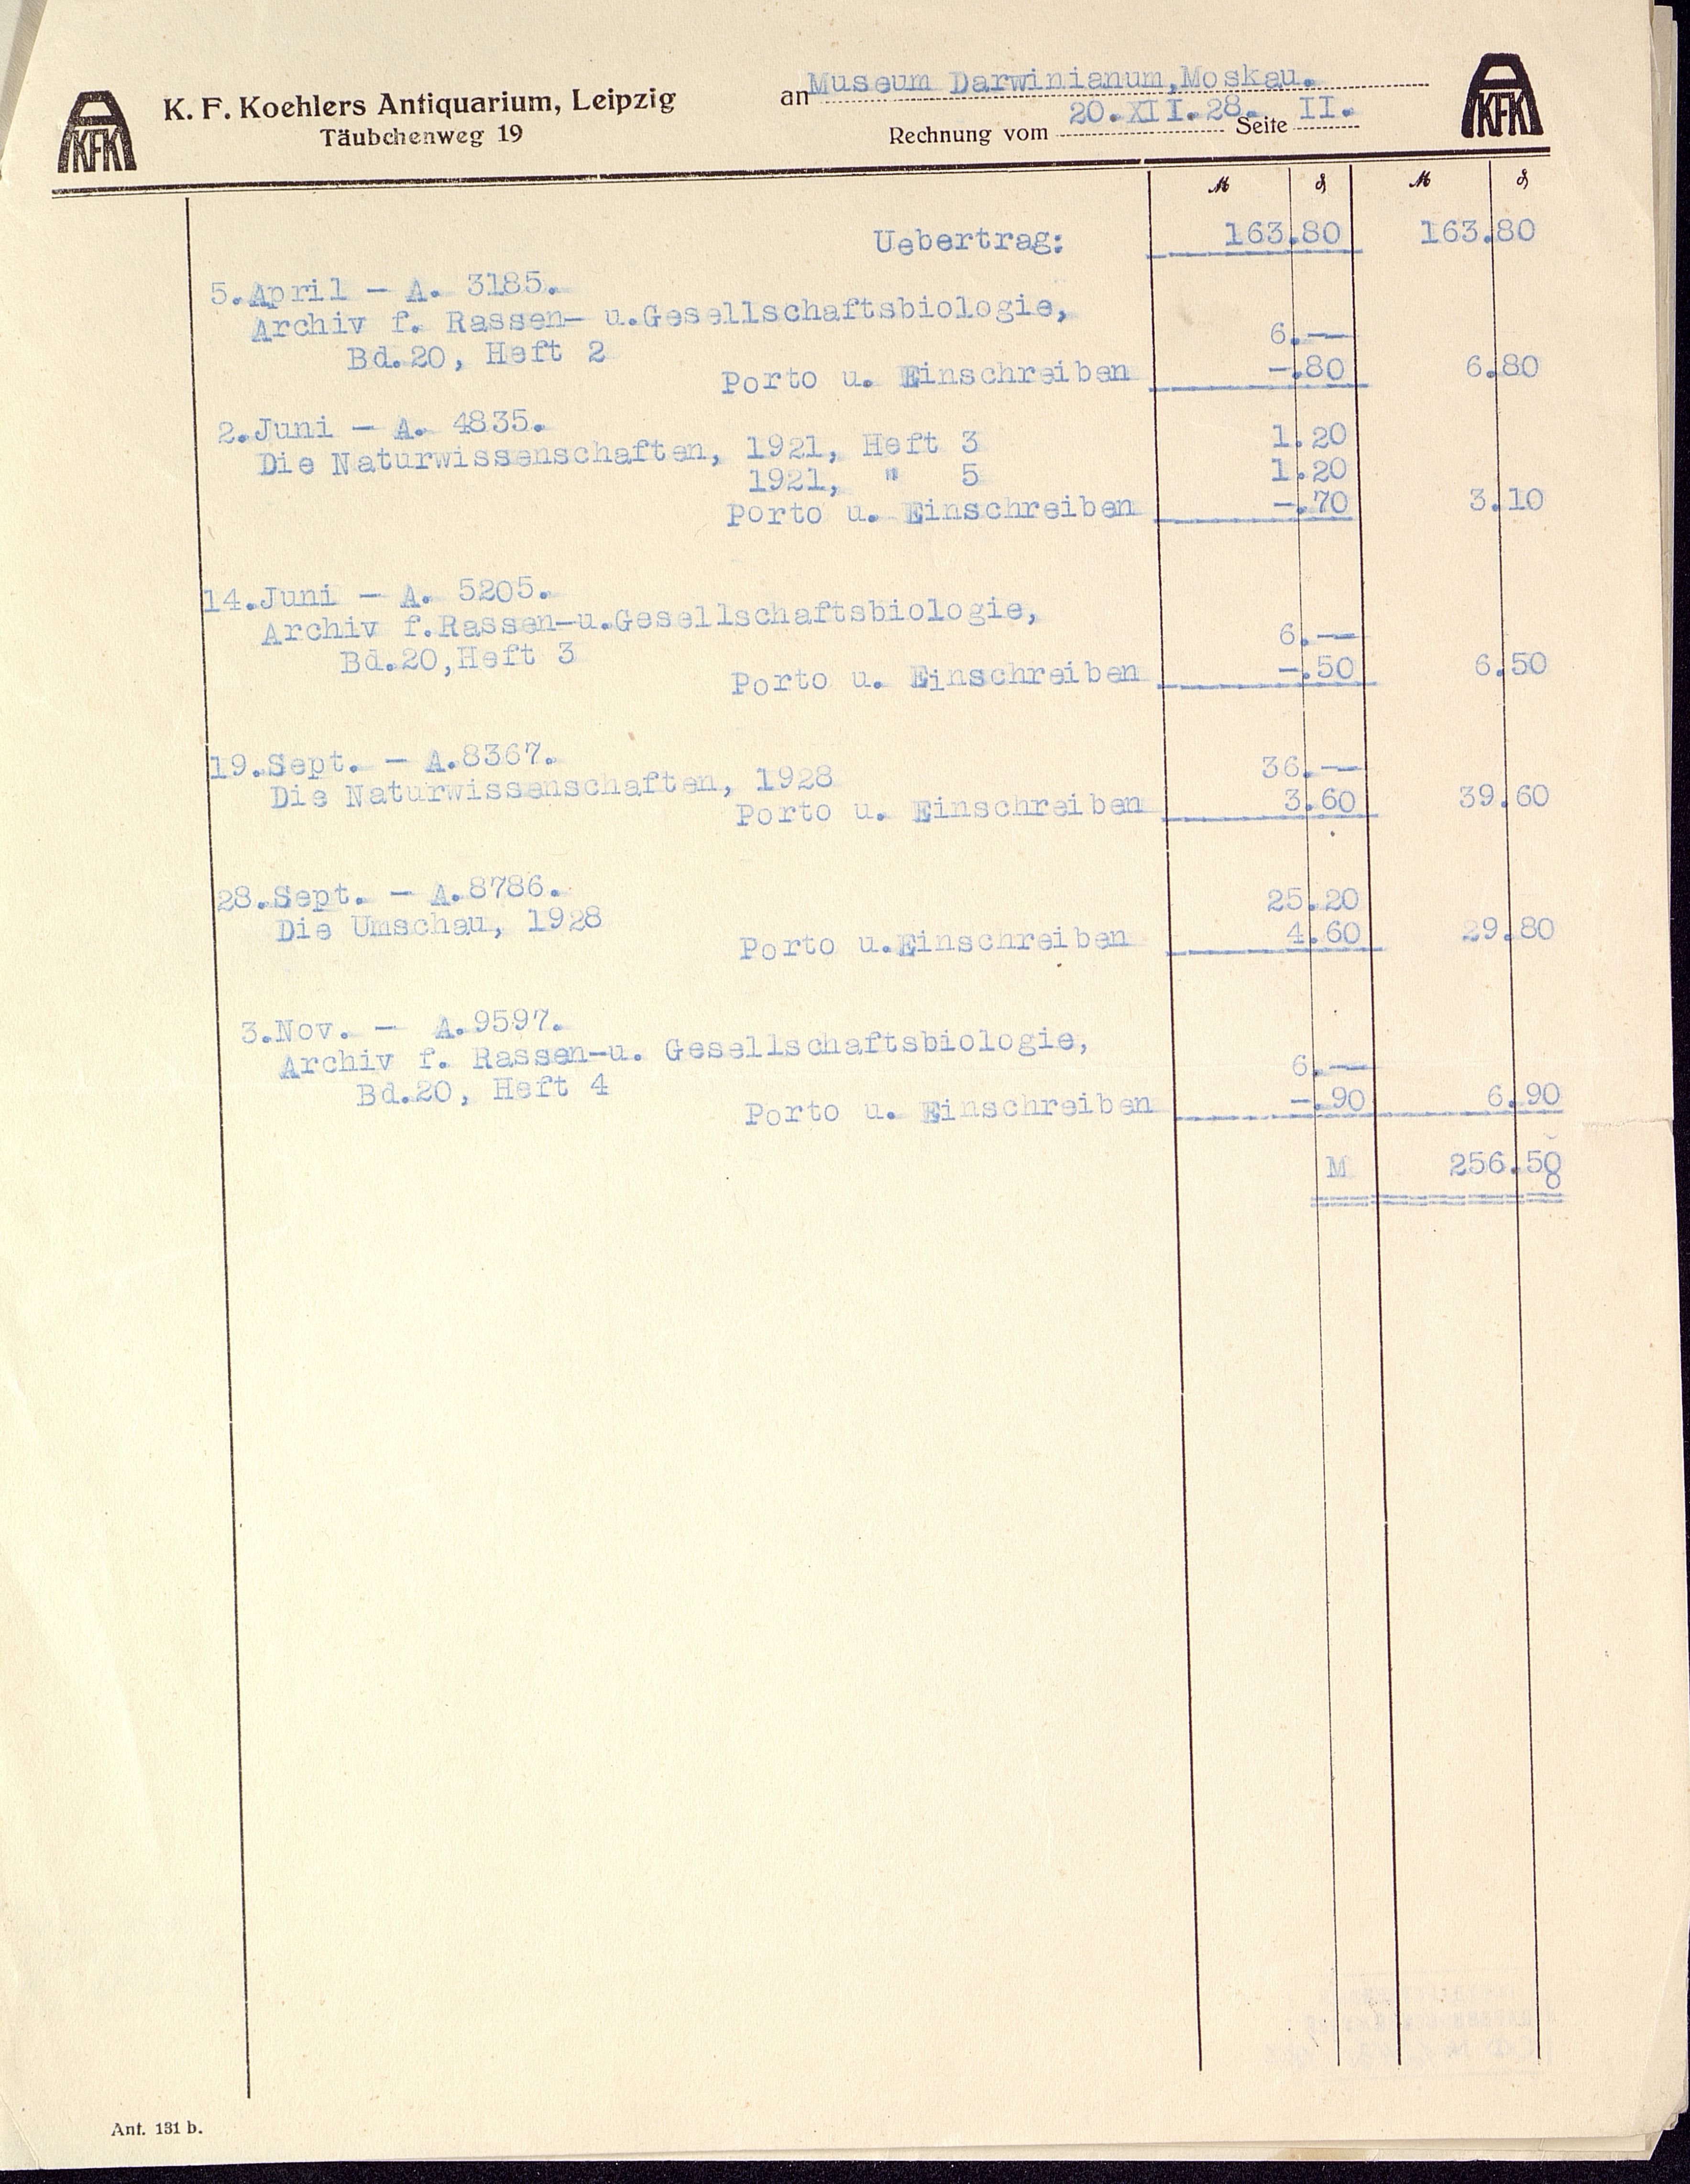 KFK
K. F. Koehlers Antiquarium, Leipzig
Täubchenweg 19
an Museum Darwinianum, Moskau.
Rechnung vom 20.XII.28. Seite II.
KFK
ℳ ₰ ℳ ₰
Uebertrag: 163.80 163.80
5.April - A. 3185.
Archiv f. Rassen- u.Gesellschaftsbiologie,
Bd.20, Heft 2 6.--
Porto u. Einschreiben -.80 6.80
2.Juni - A. 4835.
Die Naturwissenschaften, 1921, Heft 3 1.20
1921, " 5 1.20
Porto u. Einschreiben -.70 3.10
14.Juni - A. 5205.
Archiv f.Rassen-u.Gesellschaftsbiologie,
Bd.20,Heft 3 6.--
Porto u. Einschreiben -.50 6.50
19.Sept. - A.8367.
Die Naturwissenschaften, 1928 36.--
Porto u. Einschreiben 3.60 39.60
28.Sept. - A.8786.
Die Umschau, 1928 25.20
Porto u.Einschreiben 4.60 29.80
3.Nov. - A.9597.
Archiv f. Rassen-u. Gesellschaftsbiologie,
Bd.20, Heft 4 6.--
Porto u. Einschreiben -.90 6.90
M 256.50
Ant. 131 b.